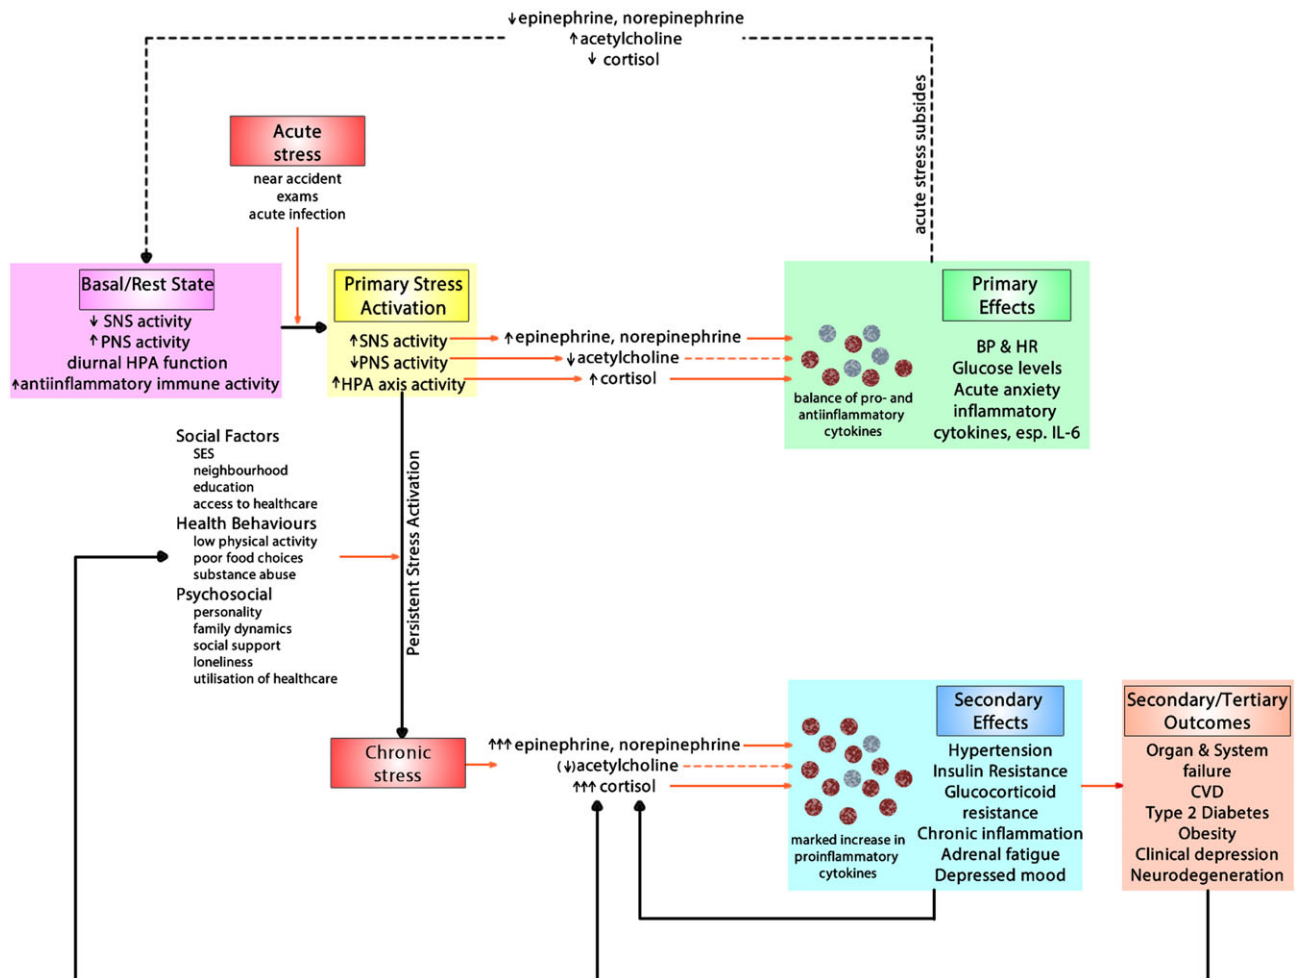 ↓epinephrine, norepinephrine
↑acetylcholine
↓ cortisol
acute stress subsides
Acute
stress
near accident
exams
acute infection
Basal/Rest State
↓ SNS activity
↑ PNS activity
diurnal HPA function
↑antiinflammatory immune activity
Primary Stress
Activation
↑SNS activity
↓PNS activity
↑HPA axis activity
↑epinephrine, norepinephrine
↓acetylcholine
↑ cortisol
balance of pro- and
antiinflammatory
cytokines
Primary
Effects
BP & HR
Glucose levels
Acute anxiety
inflammatory
cytokines, esp. IL-6
Social Factors
SES
neighbourhood
education
access to healthcare
Health Behaviours
low physical activity
poor food choices
substance abuse
Psychosocial
personality
family dynamics
social support
loneliness
utilisation of healthcare
Persistent Stress Activation
Chronic
stress
↑↑↑ epinephrine, norepinephrine
(↓)acetylcholine
↑↑↑ cortisol
marked increase in
proinflammatory
cytokines
Secondary
Effects
Hypertension
Insulin Resistance
Glucocorticoid
resistance
Chronic inflammation
Adrenal fatigue
Depressed mood
Secondary/Tertiary
Outcomes
Organ & System
failure
CVD
Type 2 Diabetes
Obesity
Clinical depression
Neurodegeneration